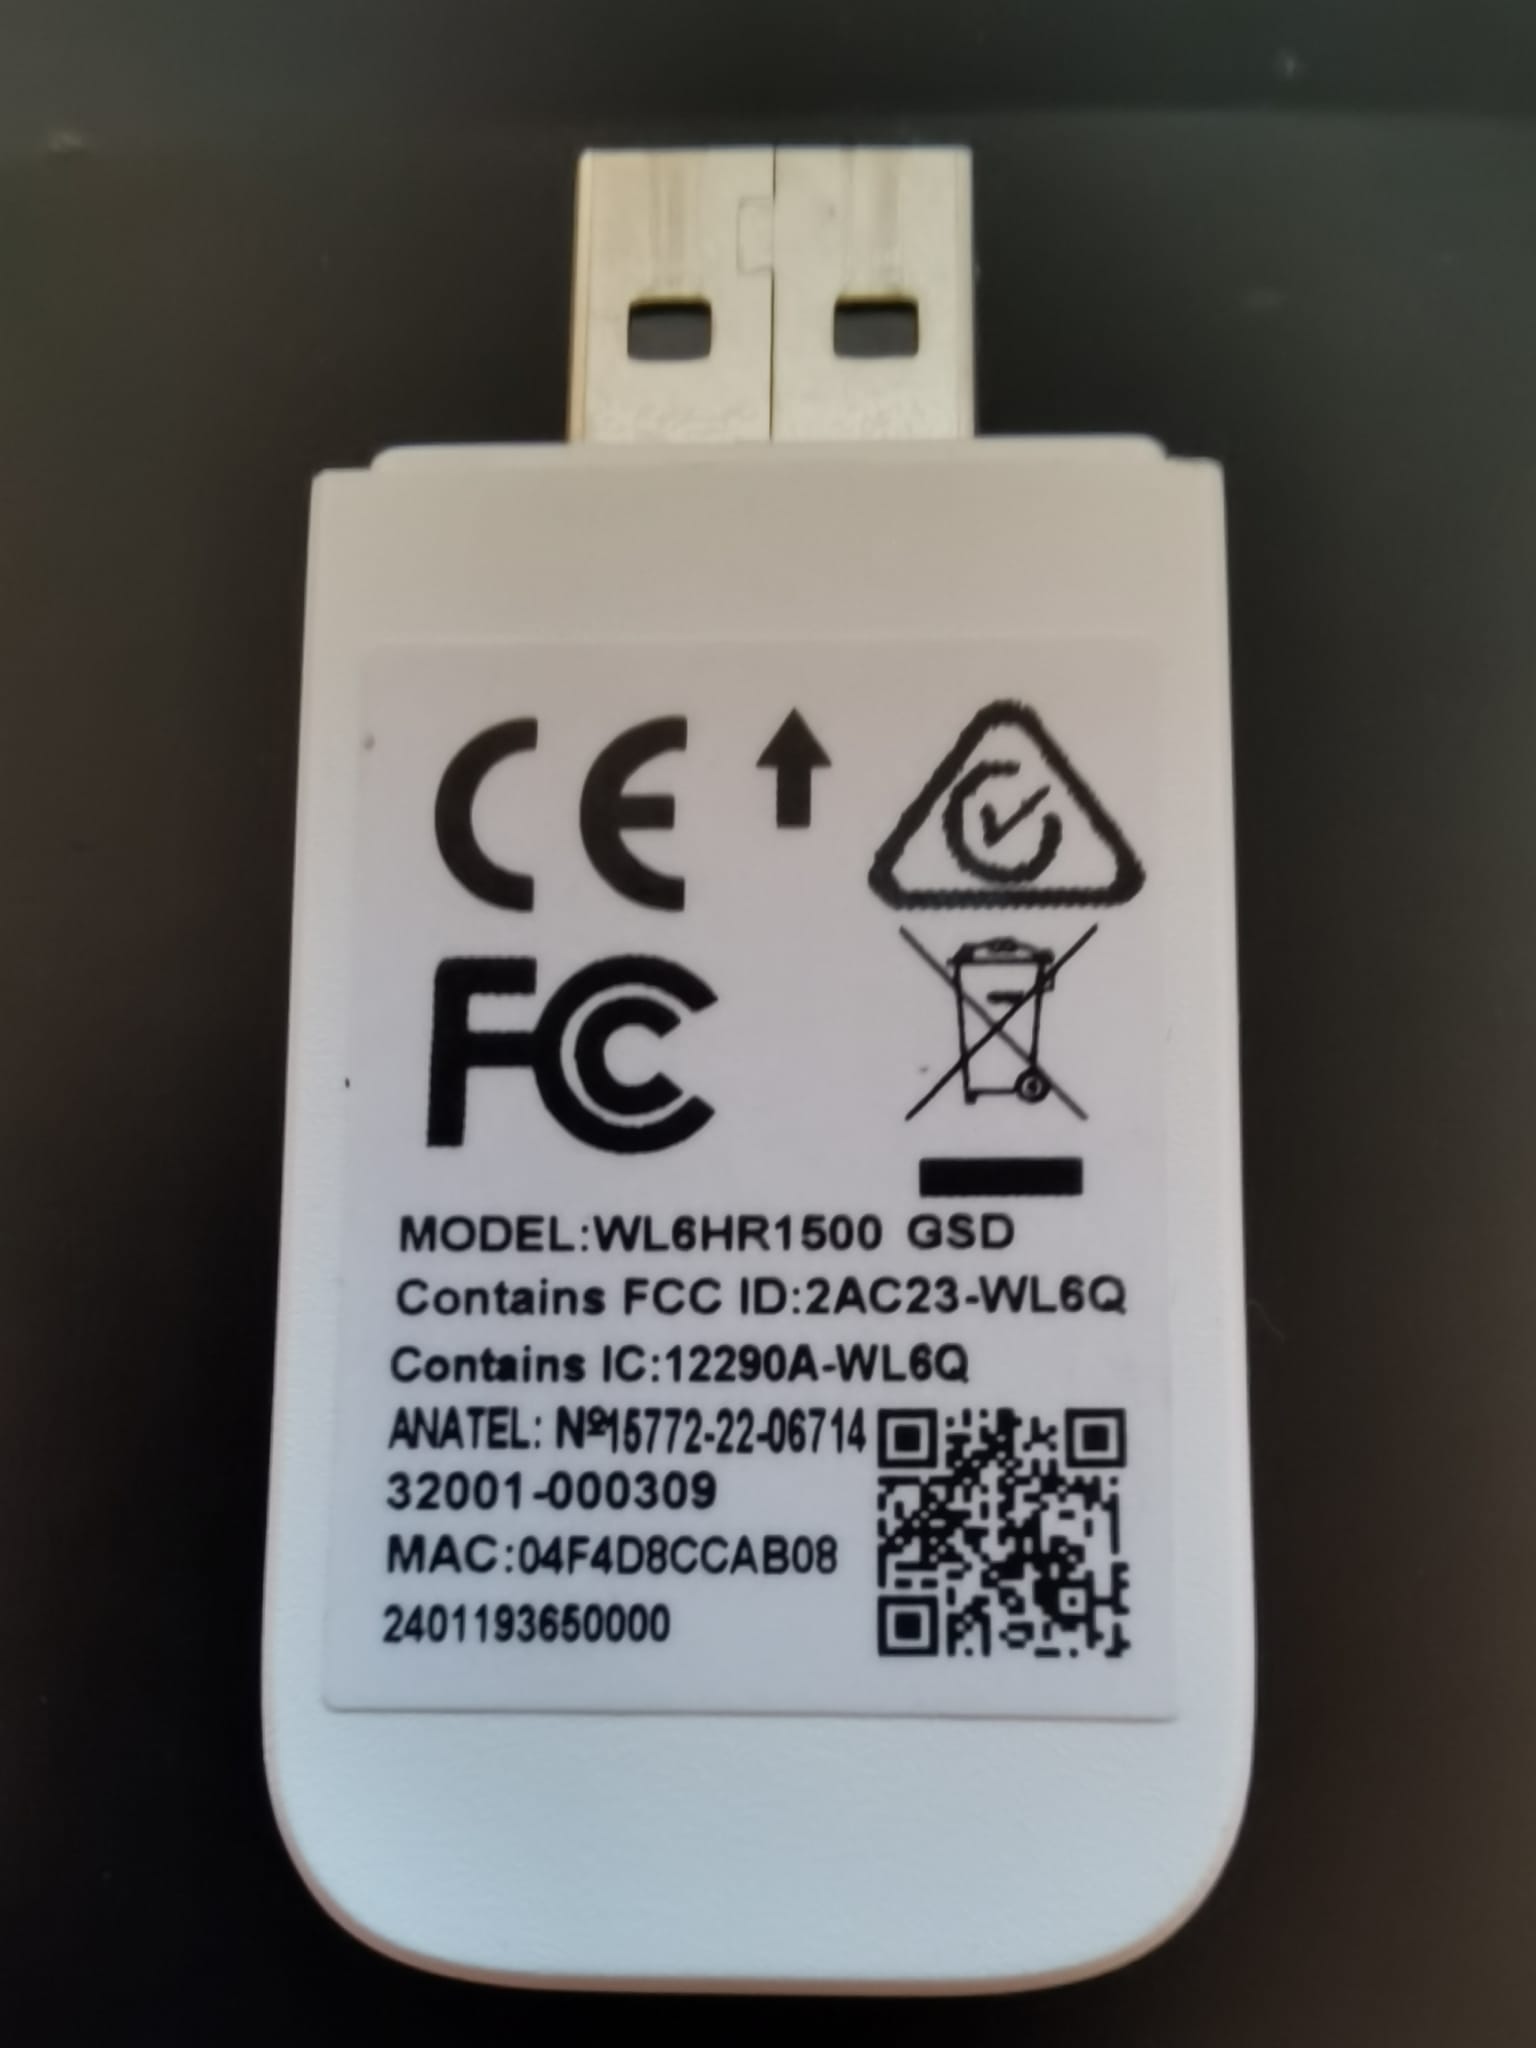 CE
FC
MODEL:WL6HR1500 GSD
Contains FCC ID:2AC23-WL6Q
Contains IC:12290A-WL6Q
ANATEL: Nº15772-22-06714
32001-000309
MAC:04F4D8CCAB08
2401193650000